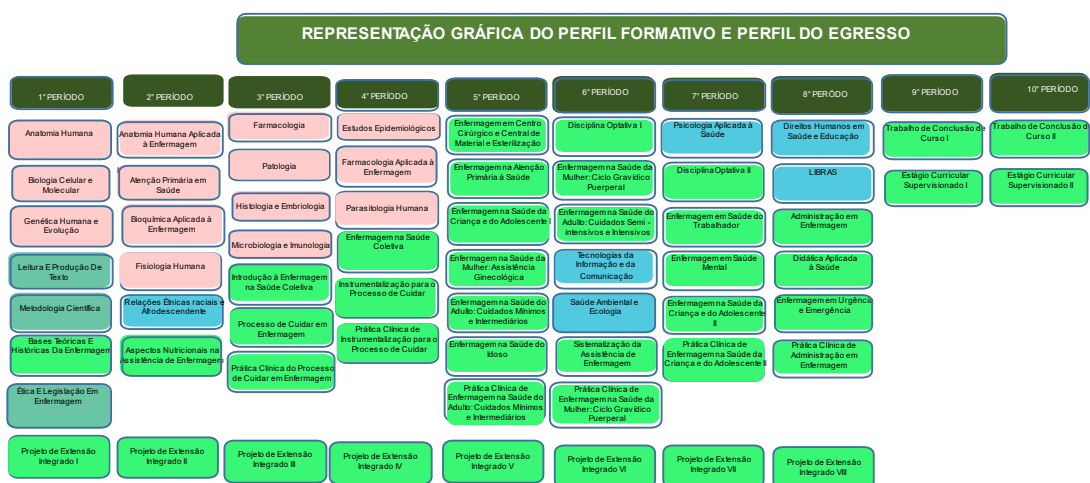 REPRESENTAÇÃO GRÁFICA DO PERFIL FORMATIVO E PERFIL DO EGRESSO
1° PERÍODO
Anatomia Humana
Biologia Celular e
Molecular
Genética Humana e
Evolução
Leitura E Produção De
Texto
Metodologia Científica
Bases Teóricas E
Históricas Da Enfermagem
Ética E Legislação Em
Enfermagem
Projeto de Extensão
Integrado I
2° PERÍODO
Anatomia Humana Aplicada
à Enfermagem
Atenção Primária em
Saúde
Bioquímica Aplicada à
Enfermagem
Fisiologia Humana
Relações Étnicas raciais e
Afrodescendente
Aspectos Nutricionais na
Assistência de Enfermagem
Projeto de Extensão
Integrado II
3° PERÍODO
Farmacologia
Patologia
Histologia e Embriologia
Microbiologia e Imunologia
Introdução à Enfermagem
na Saúde Coletiva
Processo de Cuidar em
Enfermagem
Prática Clínica do Processo
de Cuidar em Enfermagem
Projeto de Extensão
Integrado III
4° PERÍODO
Estudos Epidemiológicos
Farmacologia Aplicada à
Enfermagem
Parasitologia Humana
Enfermagem na Saúde
Coletiva
Instrumentalização para o
Processo de Cuidar
Prática Clínica de
Instrumentalização para o
Processo de Cuidar
Projeto de Extensão
Integrado IV
5° PERÍODO
Enfermagem em Centro
Cirúrgico e Central de
Material e Esterilização
Enfermagem na Atenção
Primária à Saúde
Enfermagem na Saúde da
Criança e do Adolescente I
Enfermagem na Saúde da
Mulher: Assistência
Ginecológica
Enfermagem na Saúde do
Adulto: Cuidados Mínimos e
Intermediários
Enfermagem na Saúde do
Idoso
Prática Clínica de
Enfermagem na Saúde do
Adulto: Cuidados Mínimos
e Intermediários
Projeto de Extensão
Integrado V
6° PERÍODO
Disciplina Optativa I
Enfermagem na Saúde da
Mulher: Ciclo Gravídico
Puerperal
Enfermagem na Saúde do
Adulto: Cuidados Semi -
intensivos e Intensivos
Tecnologias da
Informação e da
Comunicação
Saúde Ambiental e
Ecologia
Sistematização da
Assistência de Enfermagem
Prática Clínica de
Enfermagem na Saúde da
Mulher: Ciclo Gravídico
Puerperal
Projeto de Extensão
Integrado VI
7° PERÍODO
Psicologia Aplicada à
Saúde
Disciplina Optativa II
Enfermagem em Saúde do
Trabalhador
Enfermagem em Saúde
Mental
Enfermagem na Saúde da
Criança e do Adolescente
II
Prática Clínica de
Enfermagem na Saúde da
Criança e do Adolescente II
Projeto de Extensão
Integrado VII
8° PERÓDO
Direitos Humanos em
Saúde e Educação
LIBRAS
Administração em
Enfermagem
Didática Aplicada
à Saúde
Enfermagem em Urgência
e Emergência
Prática Clínica de
Administração em
Enfermagem
Projeto de Extensão
Integrado VIII
9° PERÍODO
Trabalho de Conclusão de
Curso I
Estágio Curricular
Supervisionado I
10° PERÍODO
Trabalho de Conclusão de
Curso II
Estágio Curricular
Supervisionado II